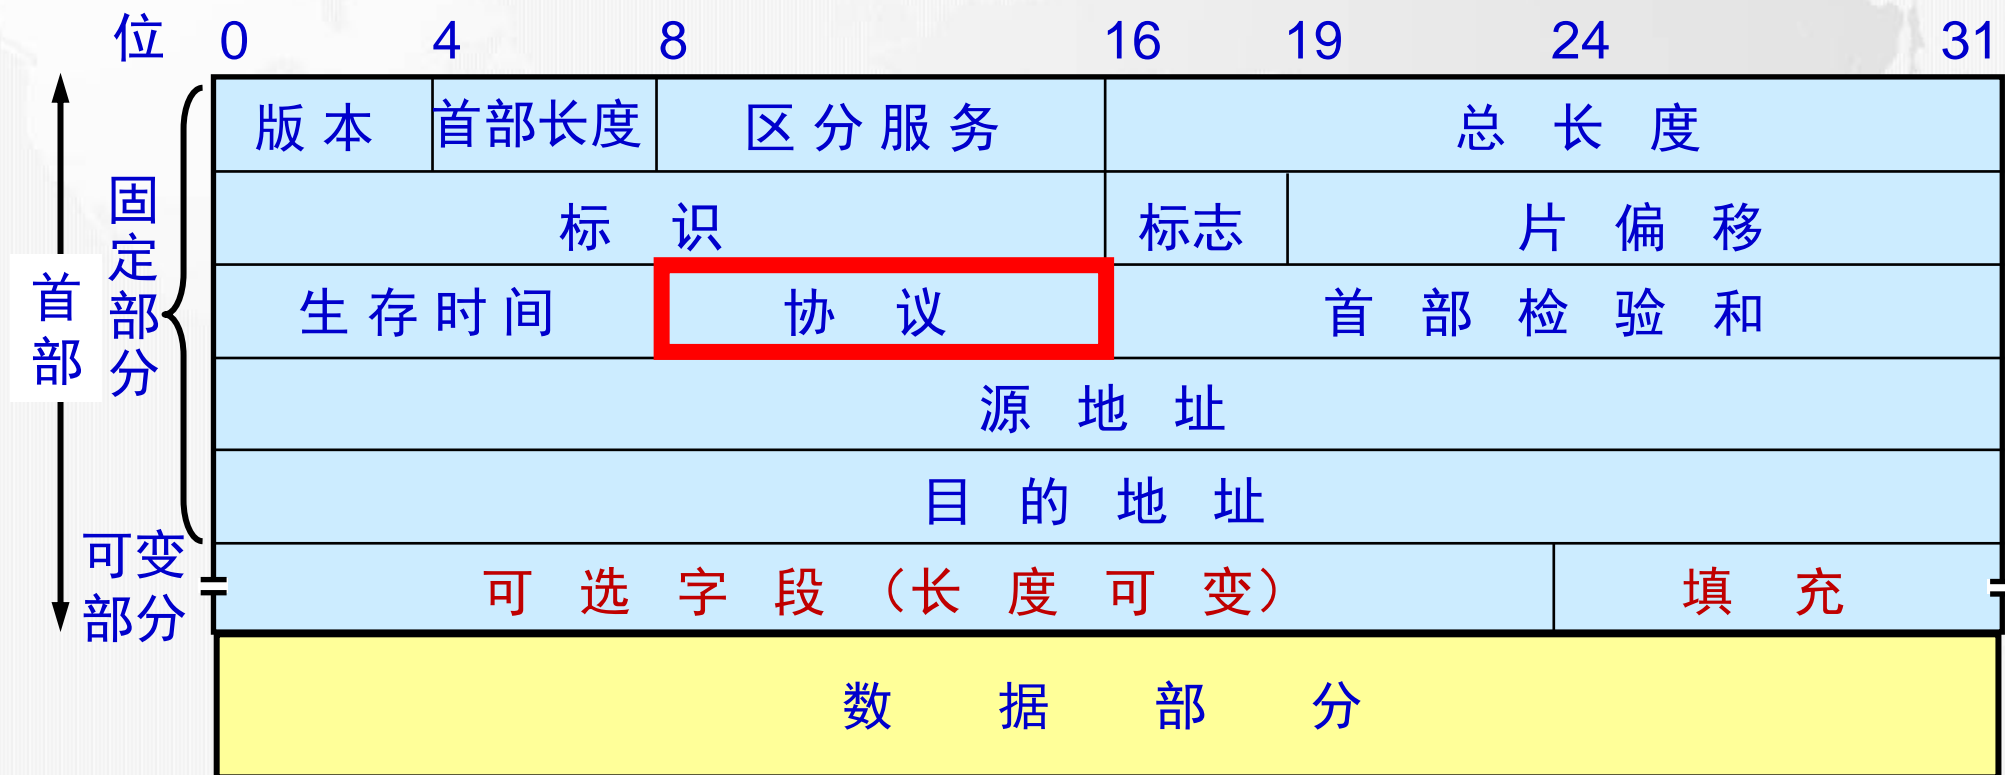 位 0 4 8 16 19 24 31
版本 首部长度 区分服务 总长度
标识 标志 片偏移
生存时间 协议 首部检验和
源地址
目的地址
可选字段（长度可变） 填充
数据部分
首部
固定部分
可变
部分